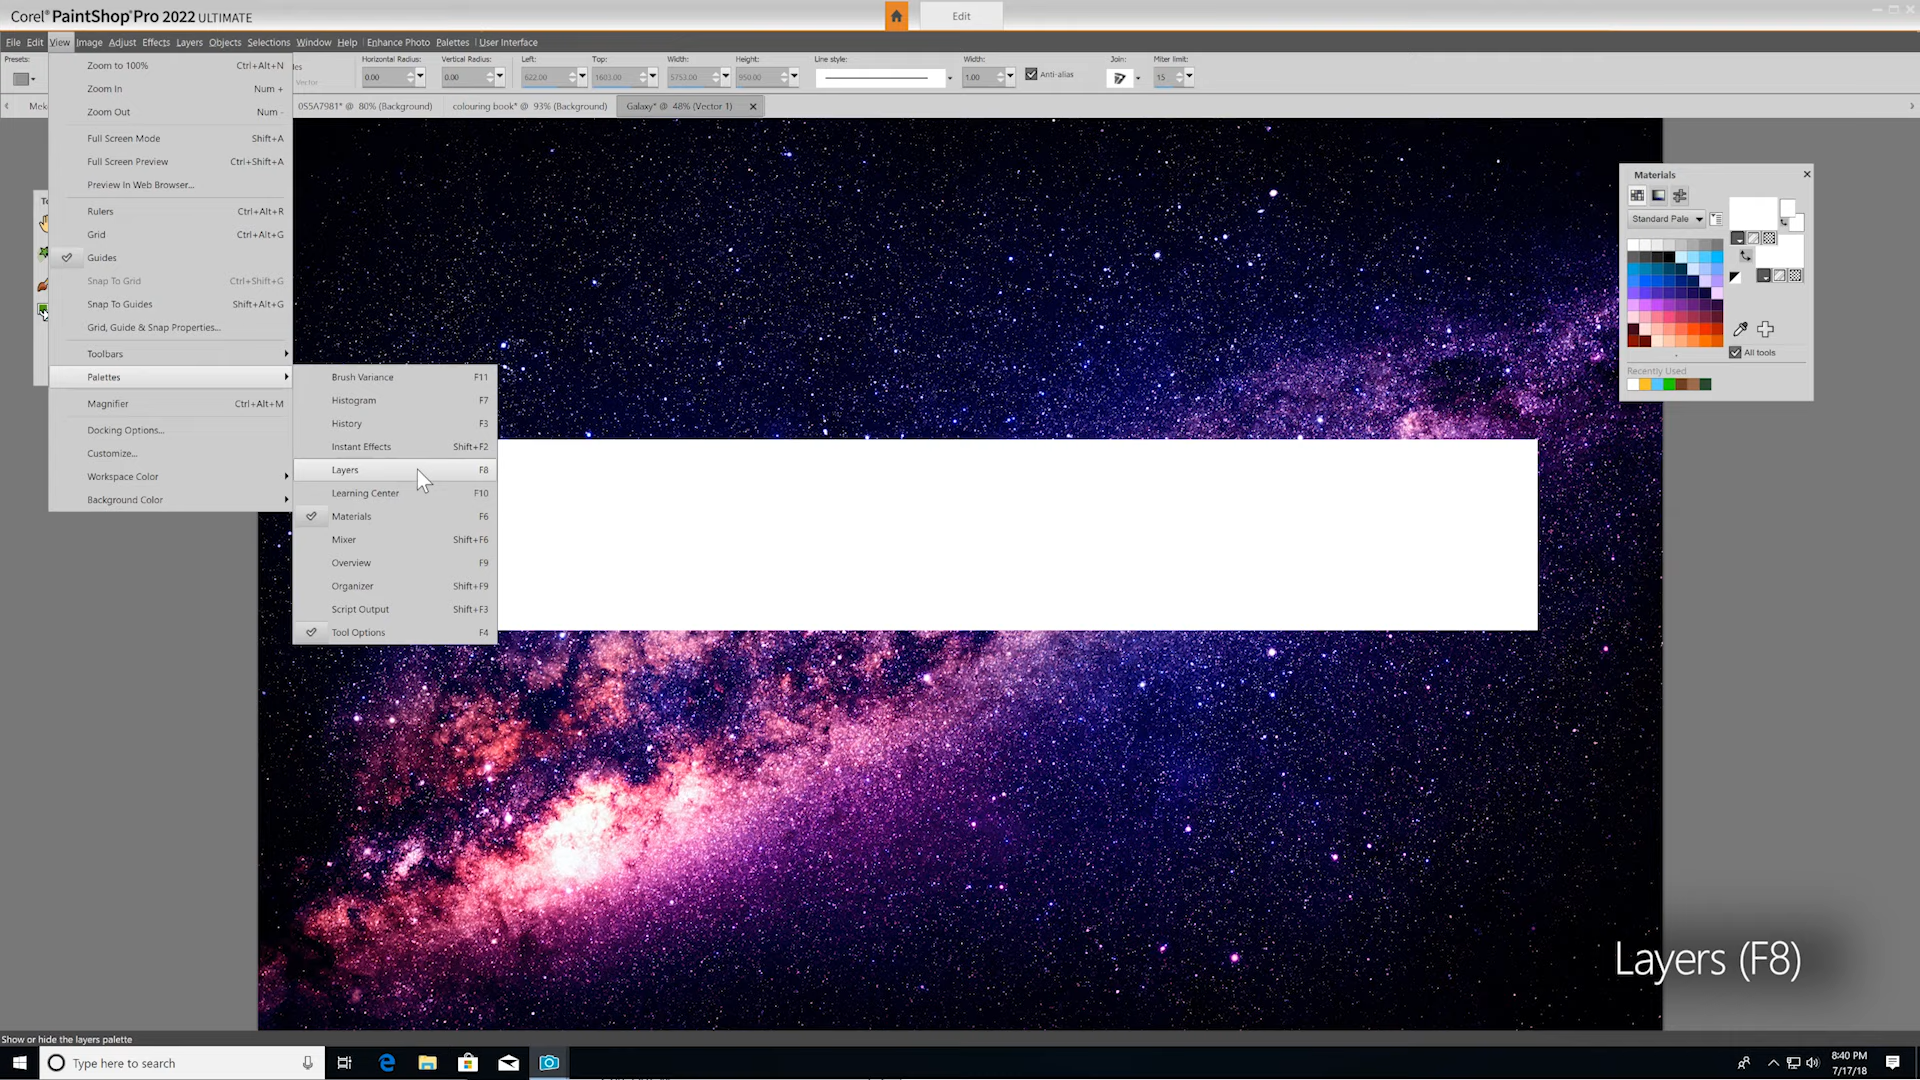 Corel® PaintShop® Pro 2022 ULTIMATE
Edit
File Edit View Image Adjust Effects Layers Objects Selections Window Help Enhance Photo Palettes User Interface
Presets:
Horizontal Radius:
Vertical Radius:
Left:
Top:
Width:
Height:
Line style:
Width:
Join:
Miter limit:
Vector
0.00
0.00
622.00
1603.00
5753.00
950.00
1.00
Anti-alias
15
0S5A7981* @ 80% (Background)
colouring book* @ 93% (Background)
Galaxy* @ 48% (Vector 1)
Zoom to 100% Ctrl+Alt+N
Zoom In Num +
Zoom Out Num -
Full Screen Mode Shift+A
Full Screen Preview Ctrl+Shift+A
Preview In Web Browser...
Rulers Ctrl+Alt+R
Grid Ctrl+Alt+G
Guides
Snap To Grid Ctrl+Shift+G
Snap To Guides Shift+Alt+G
Grid, Guide & Snap Properties...
Toolbars
Palettes
Magnifier Ctrl+Alt+M
Docking Options...
Customize...
Workspace Color
Background Color
Brush Variance F11
Histogram F7
History F3
Instant Effects Shift+F2
Layers F8
Learning Center F10
Materials F6
Mixer Shift+F6
Overview F9
Organizer Shift+F9
Script Output Shift+F3
Tool Options F4
Materials
Standard Pale
All tools
Recently Used
Layers (F8)
Show or hide the layers palette
Type here to search
8:40 PM
7/17/18